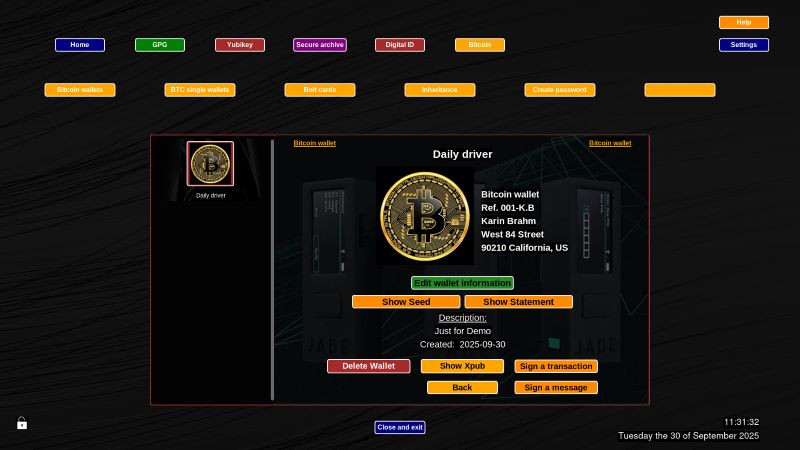 Help
Home
GPG
Yubikey
Secure archive
Digital ID
Bitcoin
Settings
Bitcoin wallets
BTC single wallets
Bolt cards
Inheritance
Create password
Bitcoin wallet
Bitcoin wallet
Daily driver
Daily driver
Bitcoin wallet
Ref. 001-K.B
Karin Brahm
West 84 Street
90210 California, US
Edit wallet information
Show Seed
Show Statement
Description:
Just for Demo
Created: 2025-09-30
JADE
JADE
Delete Wallet
Show Xpub
Sign a transaction
Back
Sign a message
Close and exit
11:31:32
Tuesday the 30 of September 2025